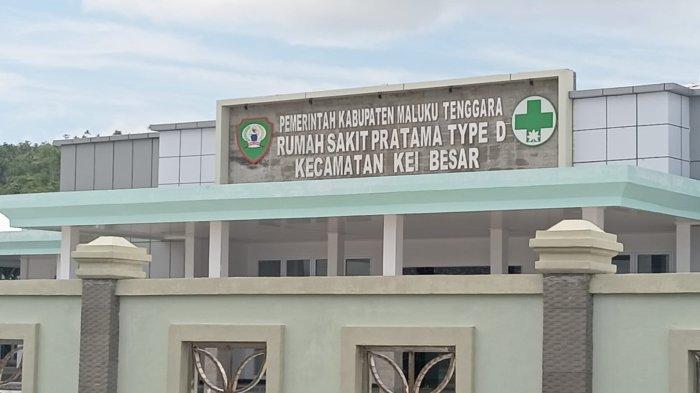 PEMERINTAH KABUPATEN MALUKU TENGGARA
RUMAH SAKIT PRATAMA TYPE D
KECAMATAN KEI BESAR